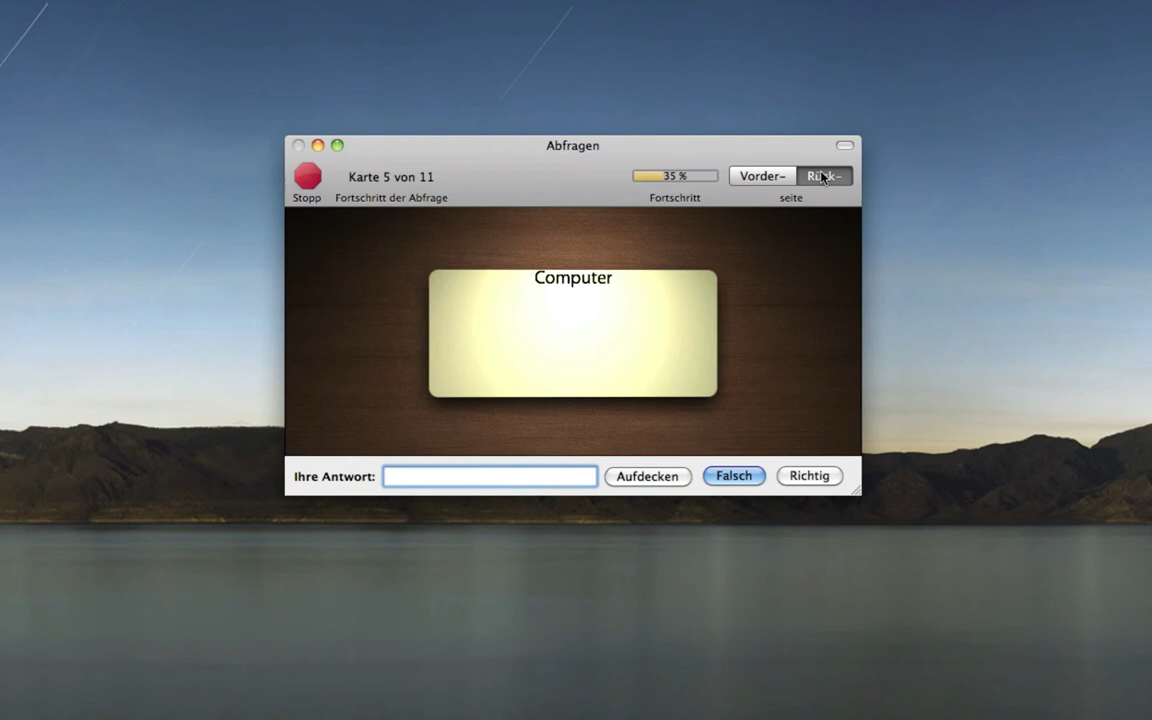 Abfragen
Karte 5 von 11
35 %
Vorder-
Rück-
Stopp
Fortschritt der Abfrage
Fortschritt
seite
Computer
Ihre Antwort:
Aufdecken
Falsch
Richtig